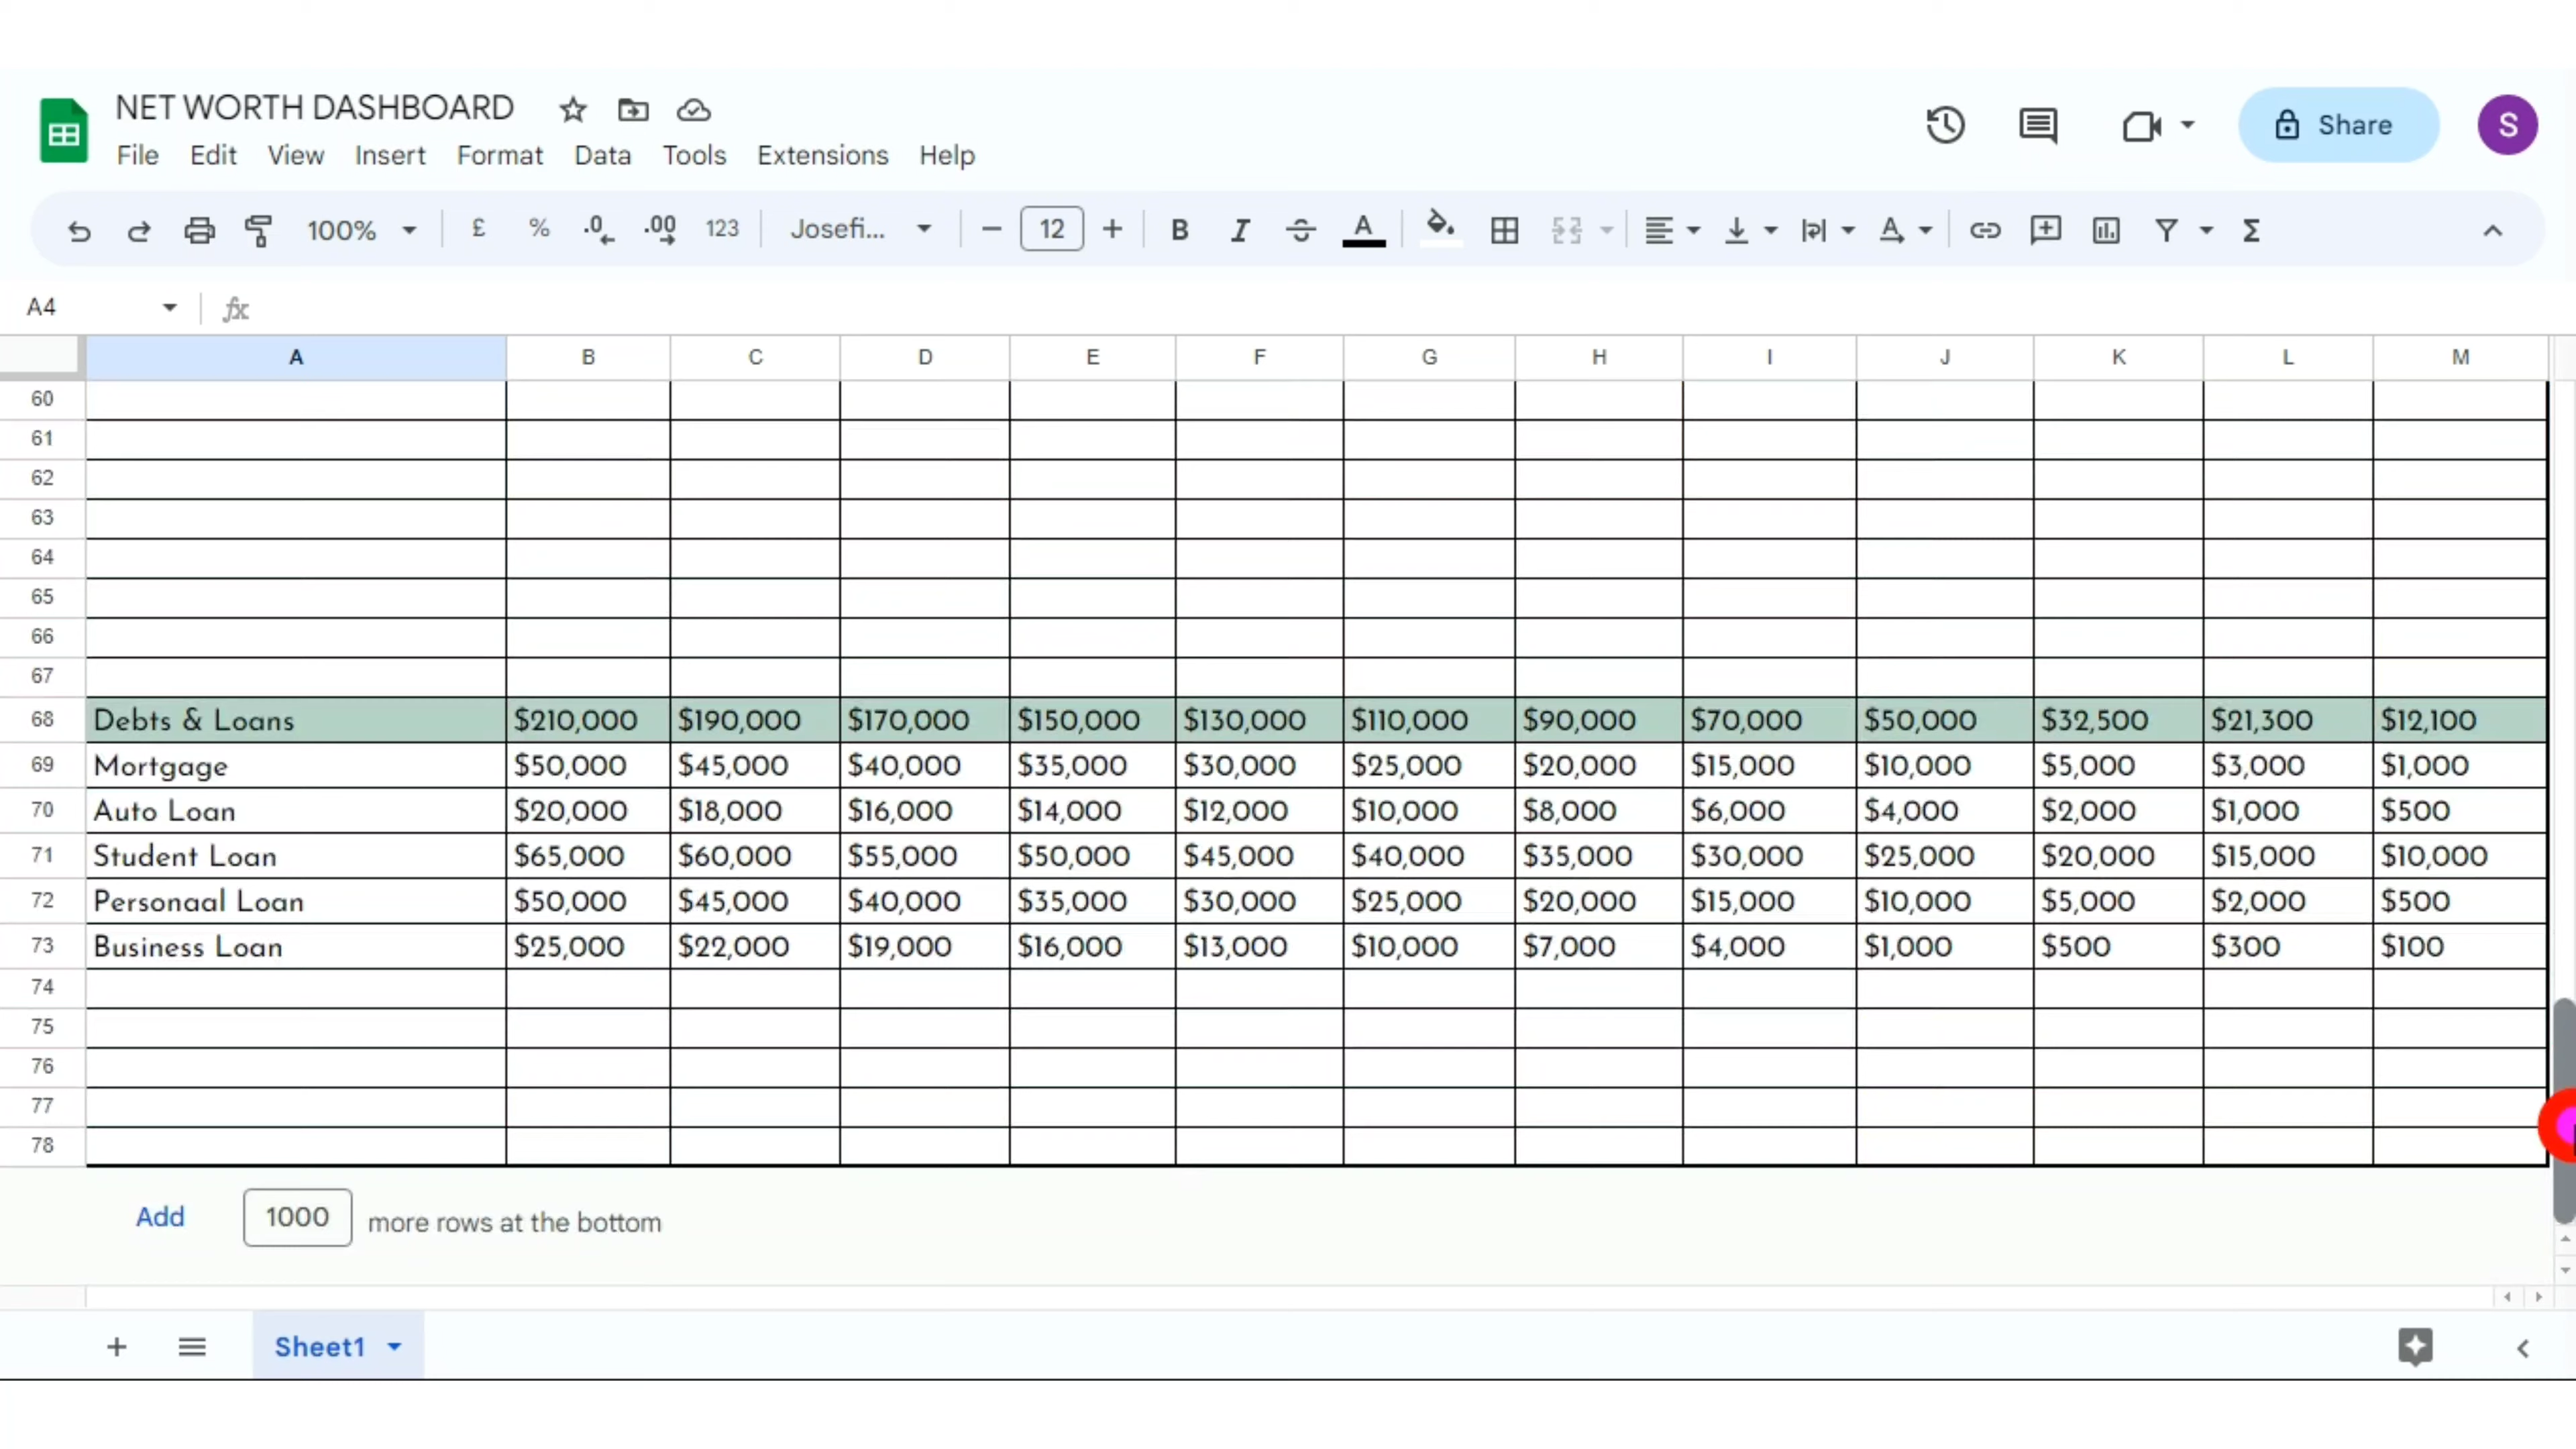 NET WORTH DASHBOARD
File Edit View Insert Format Data Tools Extensions Help
Share
S
100% £ % .0 .00 123 Josefi... 12 B I A A Σ
A4 fx
A B C D E F G H I J K L M
60
61
62
63
64
65
66
67
68 Debts & Loans $210,000 $190,000 $170,000 $150,000 $130,000 $110,000 $90,000 $70,000 $50,000 $32,500 $21,300 $12,100
69 Mortgage $50,000 $45,000 $40,000 $35,000 $30,000 $25,000 $20,000 $15,000 $10,000 $5,000 $3,000 $1,000
70 Auto Loan $20,000 $18,000 $16,000 $14,000 $12,000 $10,000 $8,000 $6,000 $4,000 $2,000 $1,000 $500
71 Student Loan $65,000 $60,000 $55,000 $50,000 $45,000 $40,000 $35,000 $30,000 $25,000 $20,000 $15,000 $10,000
72 Personaal Loan $50,000 $45,000 $40,000 $35,000 $30,000 $25,000 $20,000 $15,000 $10,000 $5,000 $2,000 $500
73 Business Loan $25,000 $22,000 $19,000 $16,000 $13,000 $10,000 $7,000 $4,000 $1,000 $500 $300 $100
74
75
76
77
78
Add 1000 more rows at the bottom
Sheet1